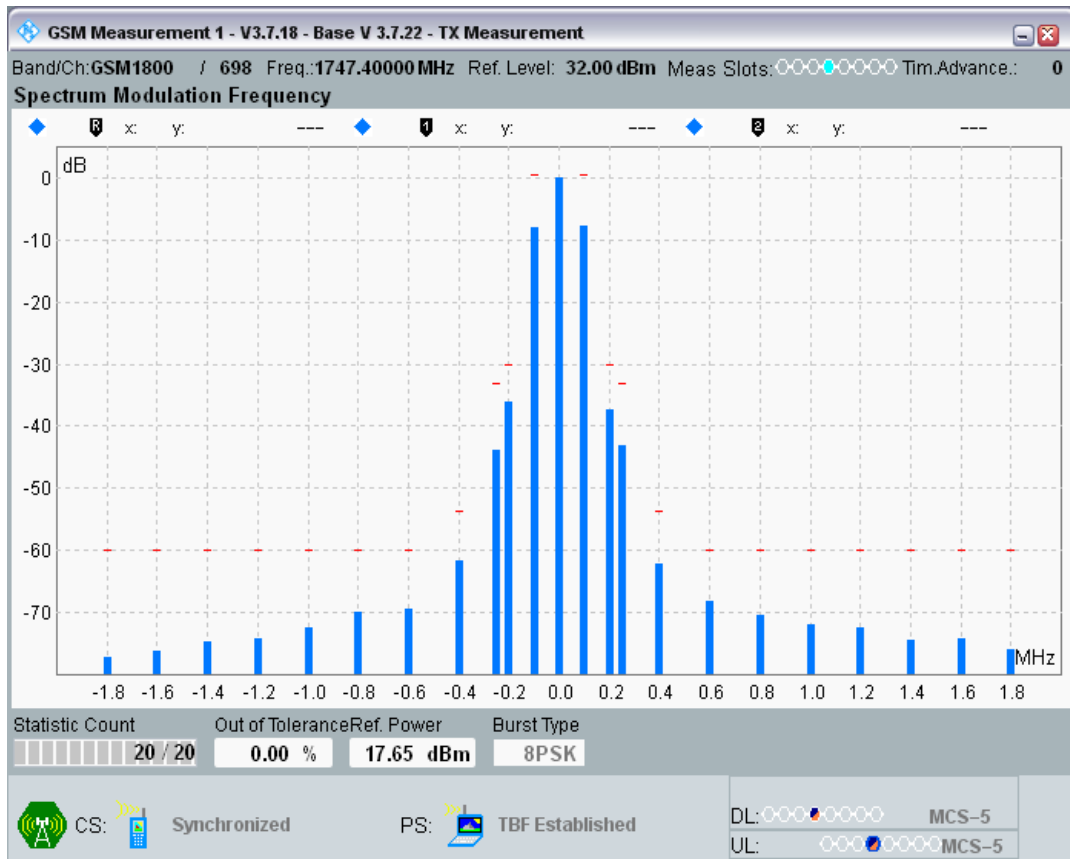 GSM Measurement 1 - V3.7.18 - Base V 3.7.22 - TX Measurement
Band/Ch:GSM1800 / 698 Freq.:1747.40000 MHz Ref. Level: 32.00 dBm Meas Slots: Tim.Advance.: 0
Spectrum Modulation Frequency
R x: y: --- 1 x: y: --- 2 x: y: ---
dB
0
-10
-20
-30
-40
-50
-60
-70
MHz
-1.8 -1.6 -1.4 -1.2 -1.0 -0.8 -0.6 -0.4 -0.2 0.0 0.2 0.4 0.6 0.8 1.0 1.2 1.4 1.6 1.8
Statistic Count Out of Tolerance Ref. Power Burst Type
20 / 20 0.00 % 17.65 dBm 8PSK
CS: Synchronized PS: TBF Established
DL: MCS-5
UL: MCS-5